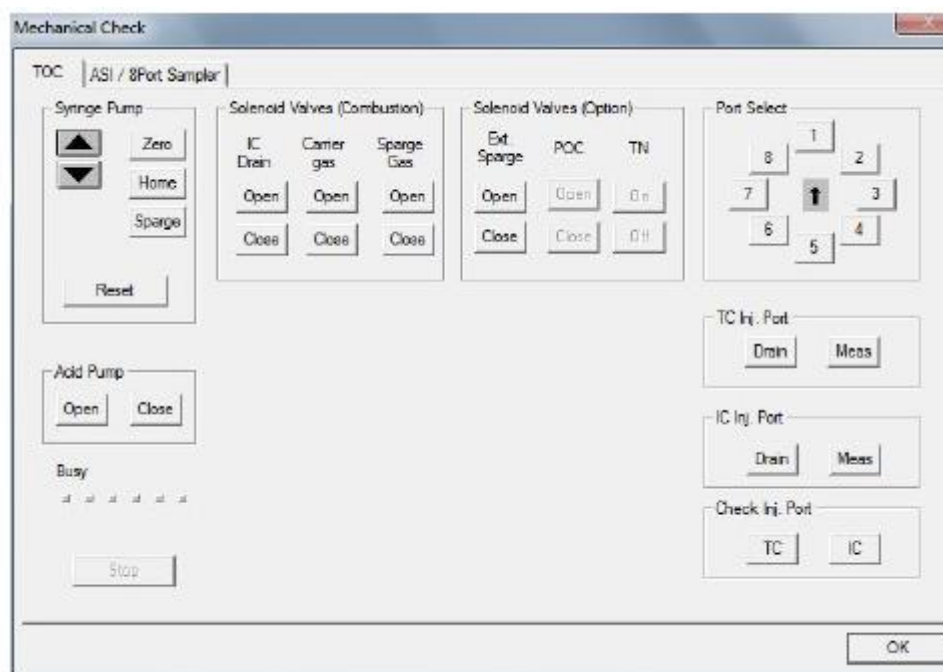 Mechanical Check
TOC
ASI / 8Port Sampler
Syringe Pump
Zero
Home
Sparge
Reset
Solenoid Valves (Combustion)
IC Drain
Carrier gas
Sparge Gas
Open Open Open
Close Close Close
Solenoid Valves (Option)
Ext. Sparge
POC
TN
Open Open On
Close Close Off
Port Select
1
8 2
7 3
6 4
5
TC Inj. Port
Drain Meas
Acid Pump
Open Close
IC Inj. Port
Drain Meas
Busy
Check Inj. Port
TC IC
Stop
OK